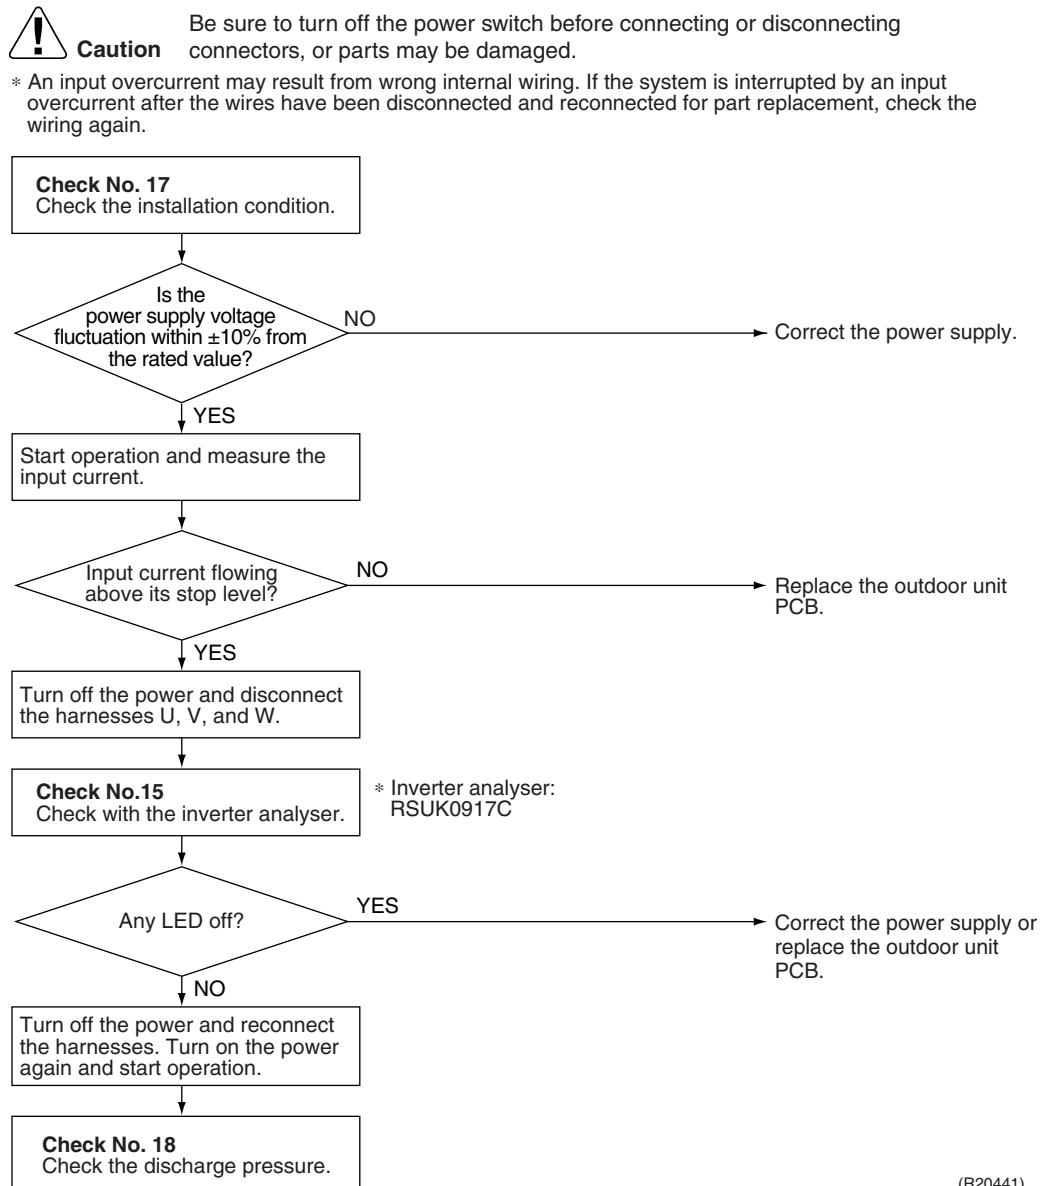 Be sure to turn off the power switch before connecting or disconnecting
Caution connectors, or parts may be damaged.
* An input overcurrent may result from wrong internal wiring. If the system is interrupted by an input
overcurrent after the wires have been disconnected and reconnected for part replacement, check the
wiring again.
Check No. 17
Check the installation condition.
Is the
power supply voltage
fluctuation within ±10% from
the rated value?
NO
Correct the power supply.
YES
Start operation and measure the
input current.
Input current flowing
above its stop level?
NO
Replace the outdoor unit
PCB.
YES
Turn off the power and disconnect
the harnesses U, V, and W.
Check No.15
Check with the inverter analyser.
* Inverter analyser:
RSUK0917C
Any LED off?
YES
Correct the power supply or
replace the outdoor unit
PCB.
NO
Turn off the power and reconnect
the harnesses. Turn on the power
again and start operation.
Check No. 18
Check the discharge pressure.
(R20441)